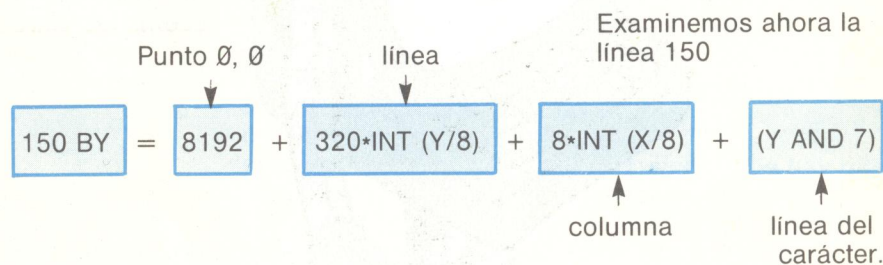 Examinemos ahora la
línea 150
Punto Ø, Ø
línea
150 BY = 8192 + 320*INT (Y/8) + 8*INT (X/8) + (Y AND 7)
columna
línea del
carácter.